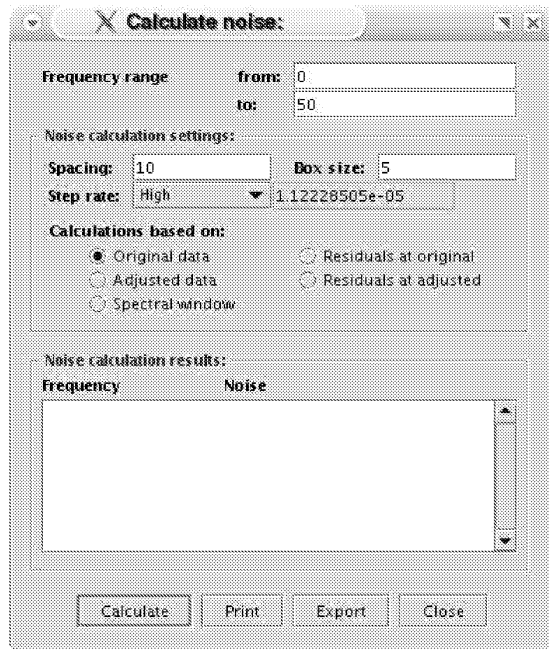 Calculate noise:
Frequency range from: 0
to: 50
Noise calculation settings:
Spacing: 10 Box size: 5
Step rate: High 1.12228505e-05
Calculations based on:
Original data Residuals at original
Adjusted data Residuals at adjusted
Spectral window
Noise calculation results:
Frequency Noise
Calculate Print Export Close